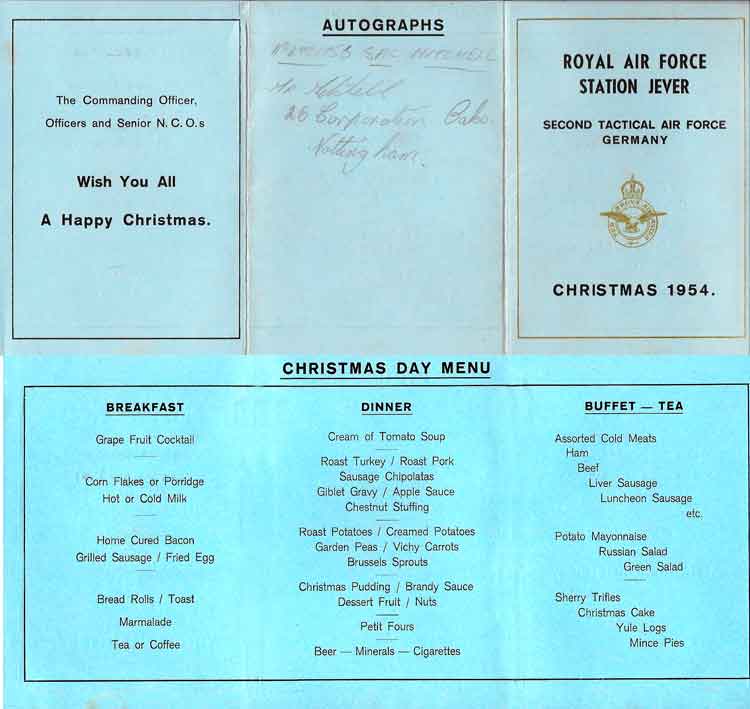 The Commanding Officer,
Officers and Senior N. C. O. s
Wish You All
A Happy Christmas.
AUTOGRAPHS
SAC MITCHELL
Mr
26 Corporation Oaks.
Nottingham.
ROYAL AIR FORCE
STATION JEVER
SECOND TACTICAL AIR FORCE
GERMANY
CHRISTMAS 1954.
CHRISTMAS DAY MENU
BREAKFAST
Grape Fruit Cocktail
Corn Flakes or Porridge
Hot or Cold Milk
Home Cured Bacon
Grilled Sausage / Fried Egg
Bread Rolls / Toast
Marmalade
Tea or Coffee
DINNER
Cream of Tomato Soup
Roast Turkey / Roast Pork
Sausage Chipolatas
Giblet Gravy / Apple Sauce
Chestnut Stuffing
Roast Potatoes / Creamed Potatoes
Garden Peas / Vichy Carrots
Brussels Sprouts
Christmas Pudding / Brandy Sauce
Dessert Fruit / Nuts
Petit Fours
Beer — Minerals — Cigarettes
BUFFET — TEA
Assorted Cold Meats
Ham
Beef
Liver Sausage
Luncheon Sausage
etc.
Potato Mayonnaise
Russian Salad
Green Salad
Sherry Trifles
Christmas Cake
Yule Logs
Mince Pies